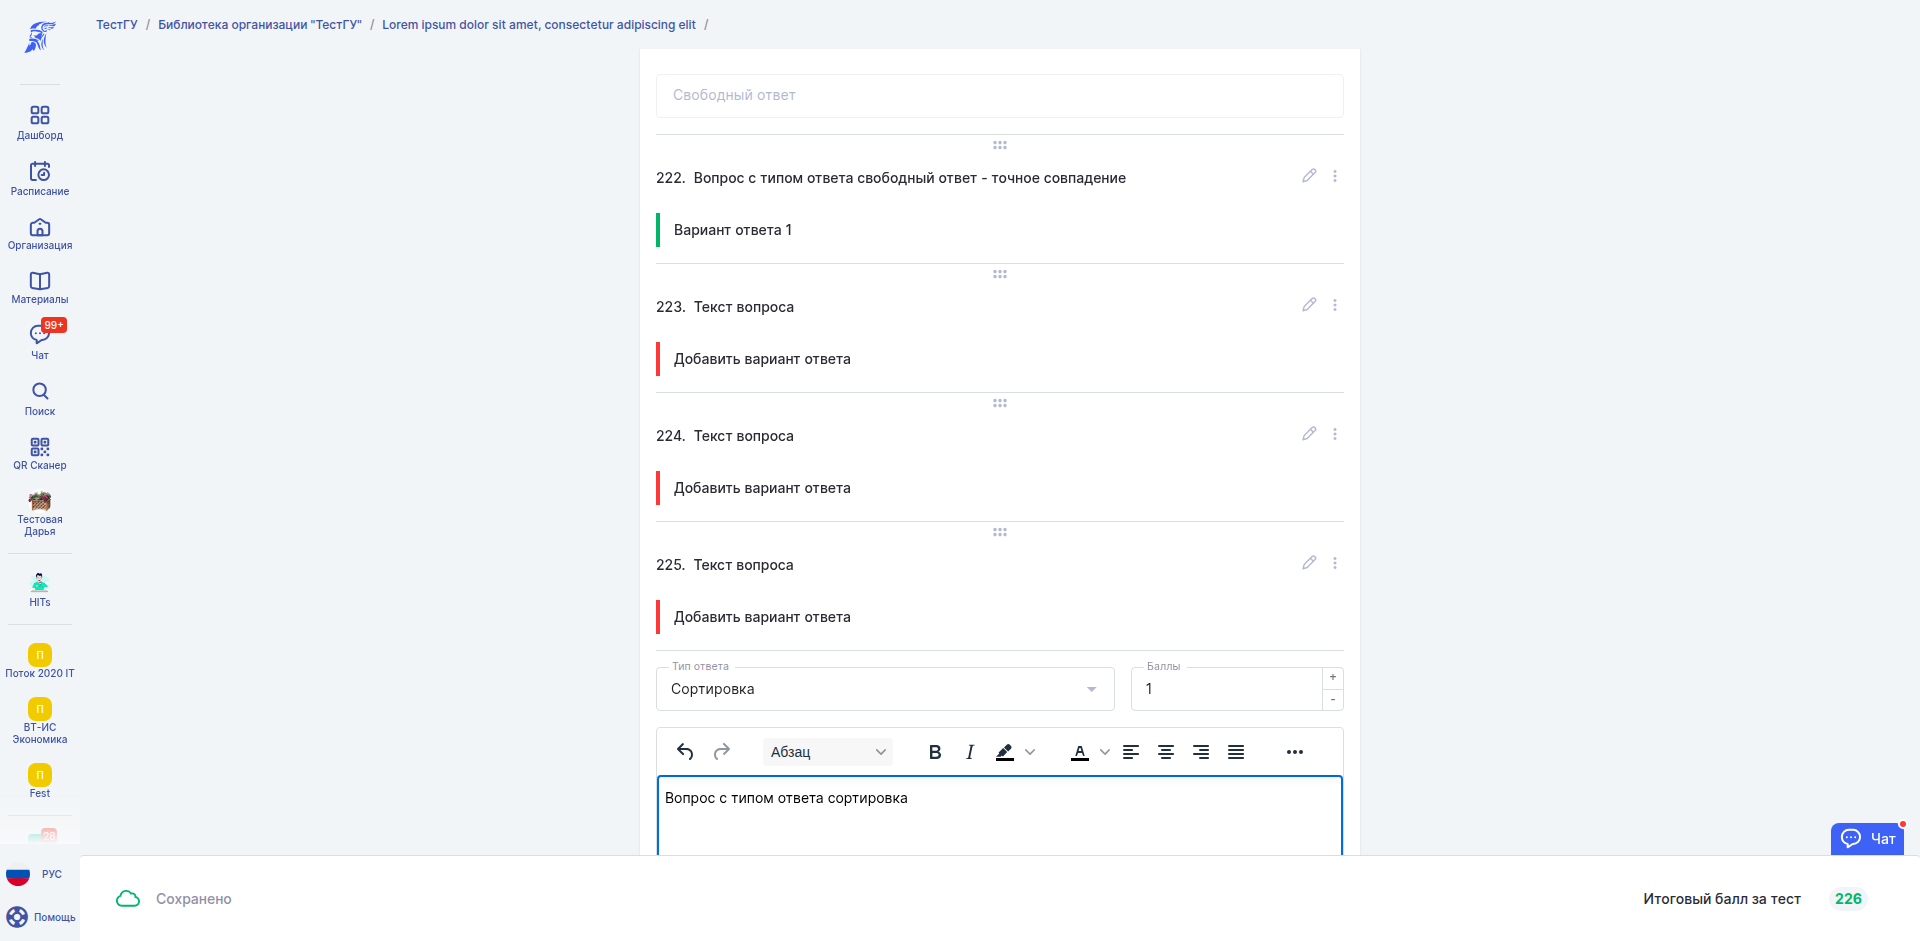 ТестГУ / Библиотека организации "ТестГУ" / Lorem ipsum dolor sit amet, consectetur adipiscing elit /
Дашборд
Расписание
Организация
Материалы
99+
Чат
Поиск
QR Сканер
Тестовая
Дарья
HITs
П
Поток 2020 IT
П
ВТ-ИС
Экономика
П
Fest
28
РУС
Помощь
Свободный ответ
222. Вопрос с типом ответа свободный ответ - точное совпадение
Вариант ответа 1
223. Текст вопроса
Добавить вариант ответа
224. Текст вопроса
Добавить вариант ответа
225. Текст вопроса
Добавить вариант ответа
Тип ответа
Сортировка
Баллы
1
+
-
Абзац
B I A
Вопрос с типом ответа сортировка
Чат
Сохранено
Итоговый балл за тест 226